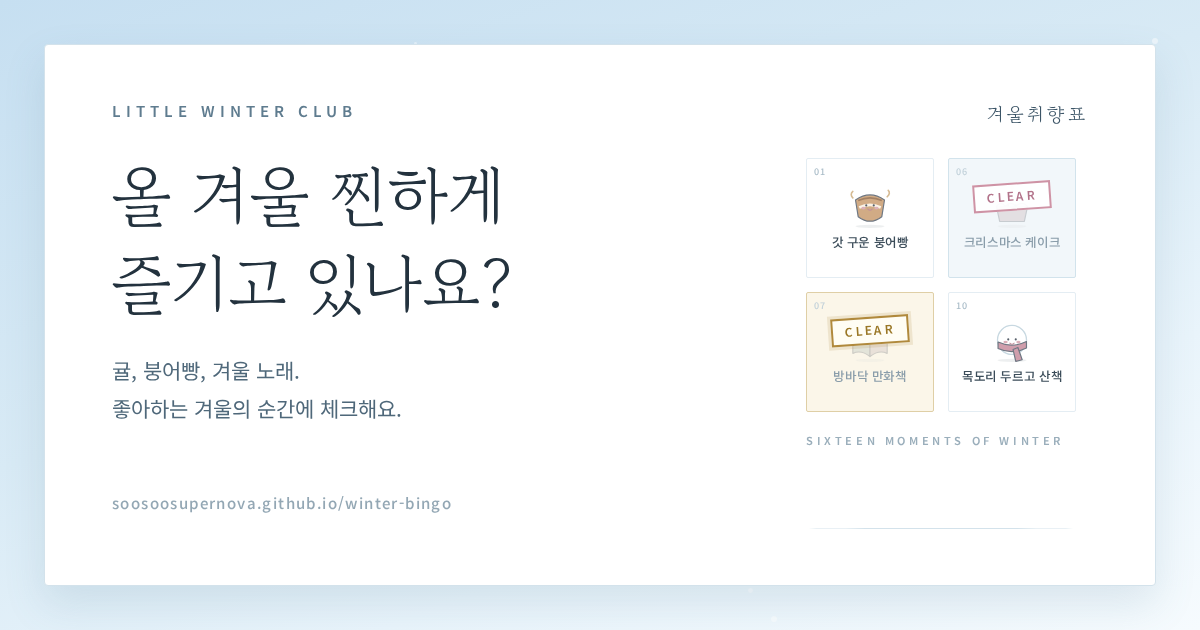 LITTLE WINTER CLUB
올 겨울 찐하게
즐기고 있나요?
귤, 붕어빵, 겨울 노래.
좋아하는 겨울의 순간에 체크해요.
soosoosupernova.github.io/winter-bingo
겨울취향표
01
갓 구운 붕어빵
06
CLEAR
크리스마스 케이크
07
CLEAR
방바닥 만화책
10
목도리 두르고 산책
SIXTEEN MOMENTS OF WINTER